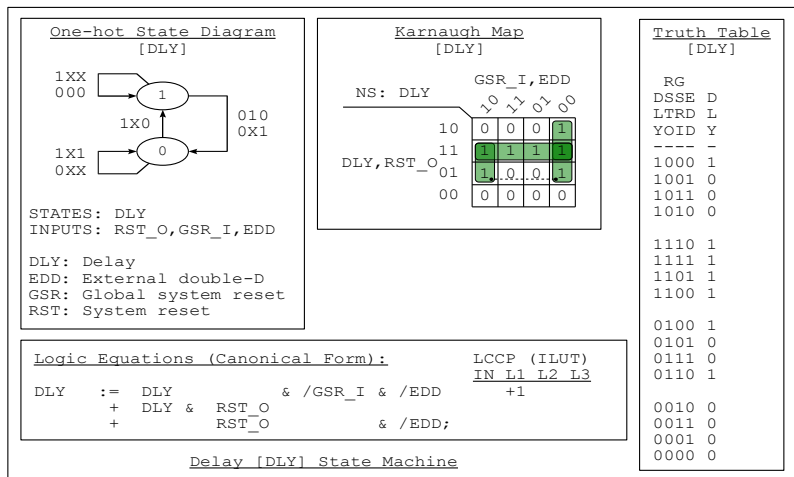 One-hot State Diagram
[DLY]
1XX
000
1
010
0X1
1X0
1X1
0XX
0
STATES: DLY
INPUTS: RST_O,GSR_I,EDD
DLY: Delay
EDD: External double-D
GSR: Global system reset
RST: System reset
Karnaugh Map
[DLY]
GSR_I,EDD
NS: DLY
10 11 01 00
10 0 0 0 1
11 1 1 1 1
DLY,RST_O
01 1 0 0 1
00 0 0 0 0
Truth Table
[DLY]
RG
DSSE D
LTRD L
YOID Y
---- -
1000 1
1001 0
1011 0
1010 0
1110 1
1111 1
1101 1
1100 1
0100 1
0101 0
0111 0
0110 1
0010 0
0011 0
0001 0
0000 0
Logic Equations (Canonical Form):
LCCP (ILUT)
IN L1 L2 L3
DLY := DLY & /GSR_I & /EDD +1
+ DLY & RST_O
+ RST_O & /EDD;
Delay [DLY] State Machine